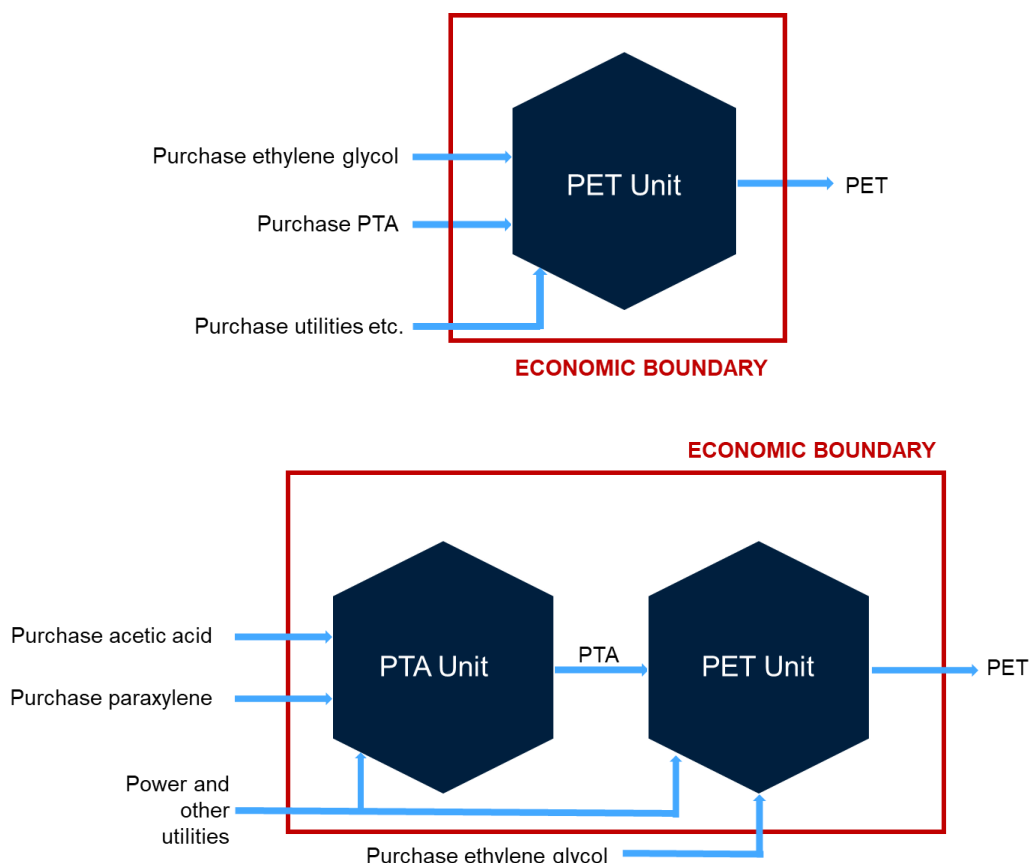 Purchase ethylene glycol
PET Unit
PET
Purchase PTA
Purchase utilities etc.
ECONOMIC BOUNDARY
ECONOMIC BOUNDARY
Purchase acetic acid
PTA Unit
PTA
PET Unit
PET
Purchase paraxylene
Power and
other
utilities
Purchase ethylene glycol